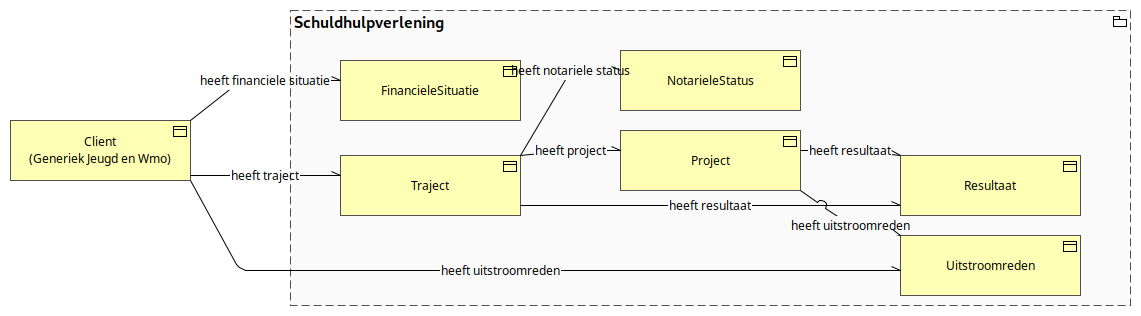 Schuldhulpverlening
heeft financiele situatie
FinancieleSituatie
heeft notariele status
NotarieleStatus
Client
(Generiek Jeugd en Wmo)
heeft traject
Traject
heeft project
Project
heeft resultaat
Resultaat
heeft resultaat
heeft uitstroomreden
Uitstroomreden
heeft uitstroomreden